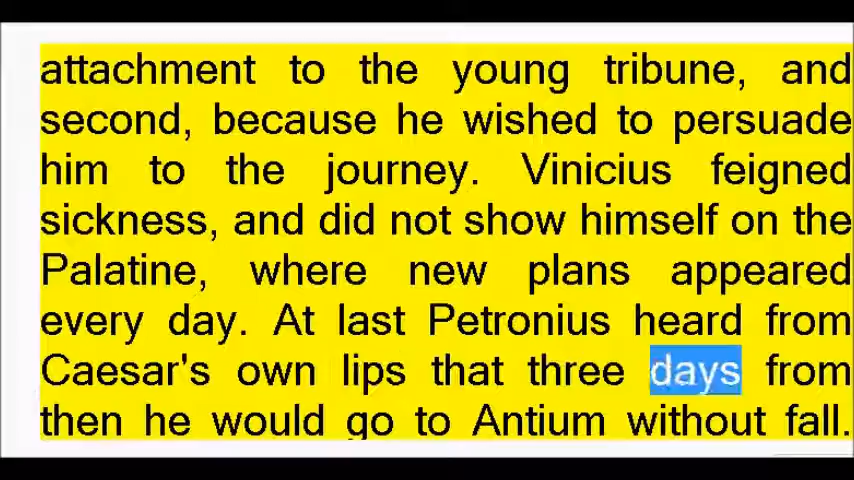 attachment to the young tribune, and
second, because he wished to persuade
him to the journey. Vinicius feigned
sickness, and did not show himself on the
Palatine, where new plans appeared
every day. At last Petronius heard from
Caesar's own lips that three days from
then he would go to Antium without fall.